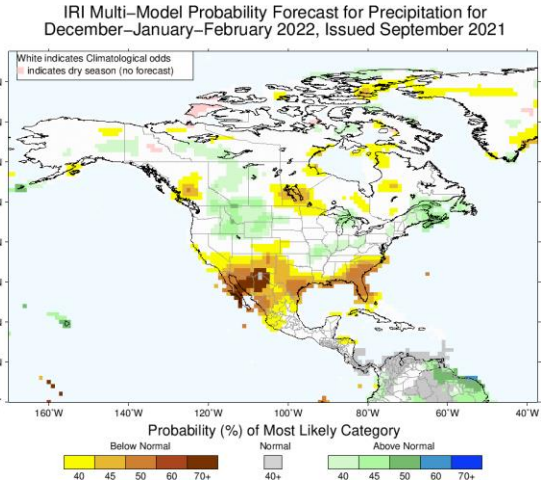 IRI Multi−Model Probability Forecast for Precipitation for
December−January−February 2022, Issued September 2021
White indicates Climatological odds
indicates dry season (no forecast)
160°W 140°W 120°W 100°W 80°W 60°W 40°W
Probability (%) of Most Likely Category
Below Normal Normal Above Normal
40 45 50 60 70+ 40+ 40 45 50 60 70+